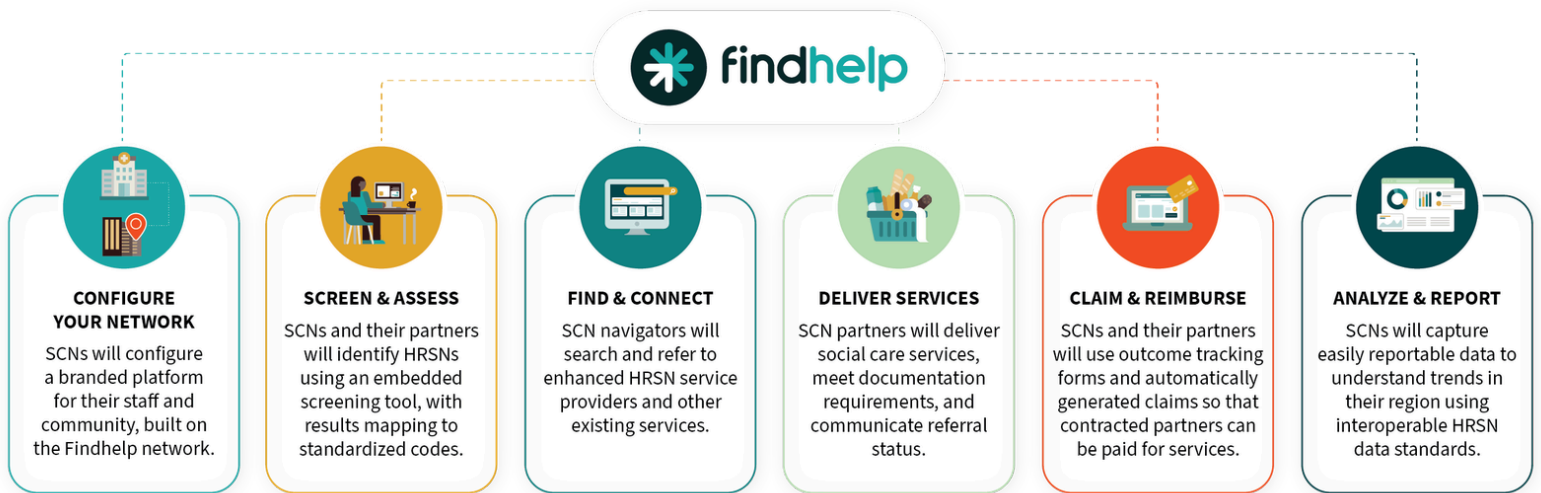 findhelp
CONFIGURE
YOUR NETWORK
SCNs will configure
a branded platform
for their staff and
community, built on
the Findhelp network.
SCREEN & ASSESS
SCNs and their partners
will identify HRSNs
using an embedded
screening tool, with
results mapping to
standardized codes.
FIND & CONNECT
SCN navigators will
search and refer to
enhanced HRSN service
providers and other
existing services.
DELIVER SERVICES
SCN partners will deliver
social care services,
meet documentation
requirements, and
communicate referral
status.
CLAIM & REIMBURSE
SCNs and their partners
will use outcome tracking
forms and automatically
generated claims so that
contracted partners can
be paid for services.
ANALYZE & REPORT
SCNs will capture
easily reportable data to
understand trends in
their region using
interoperable HRSN
data standards.